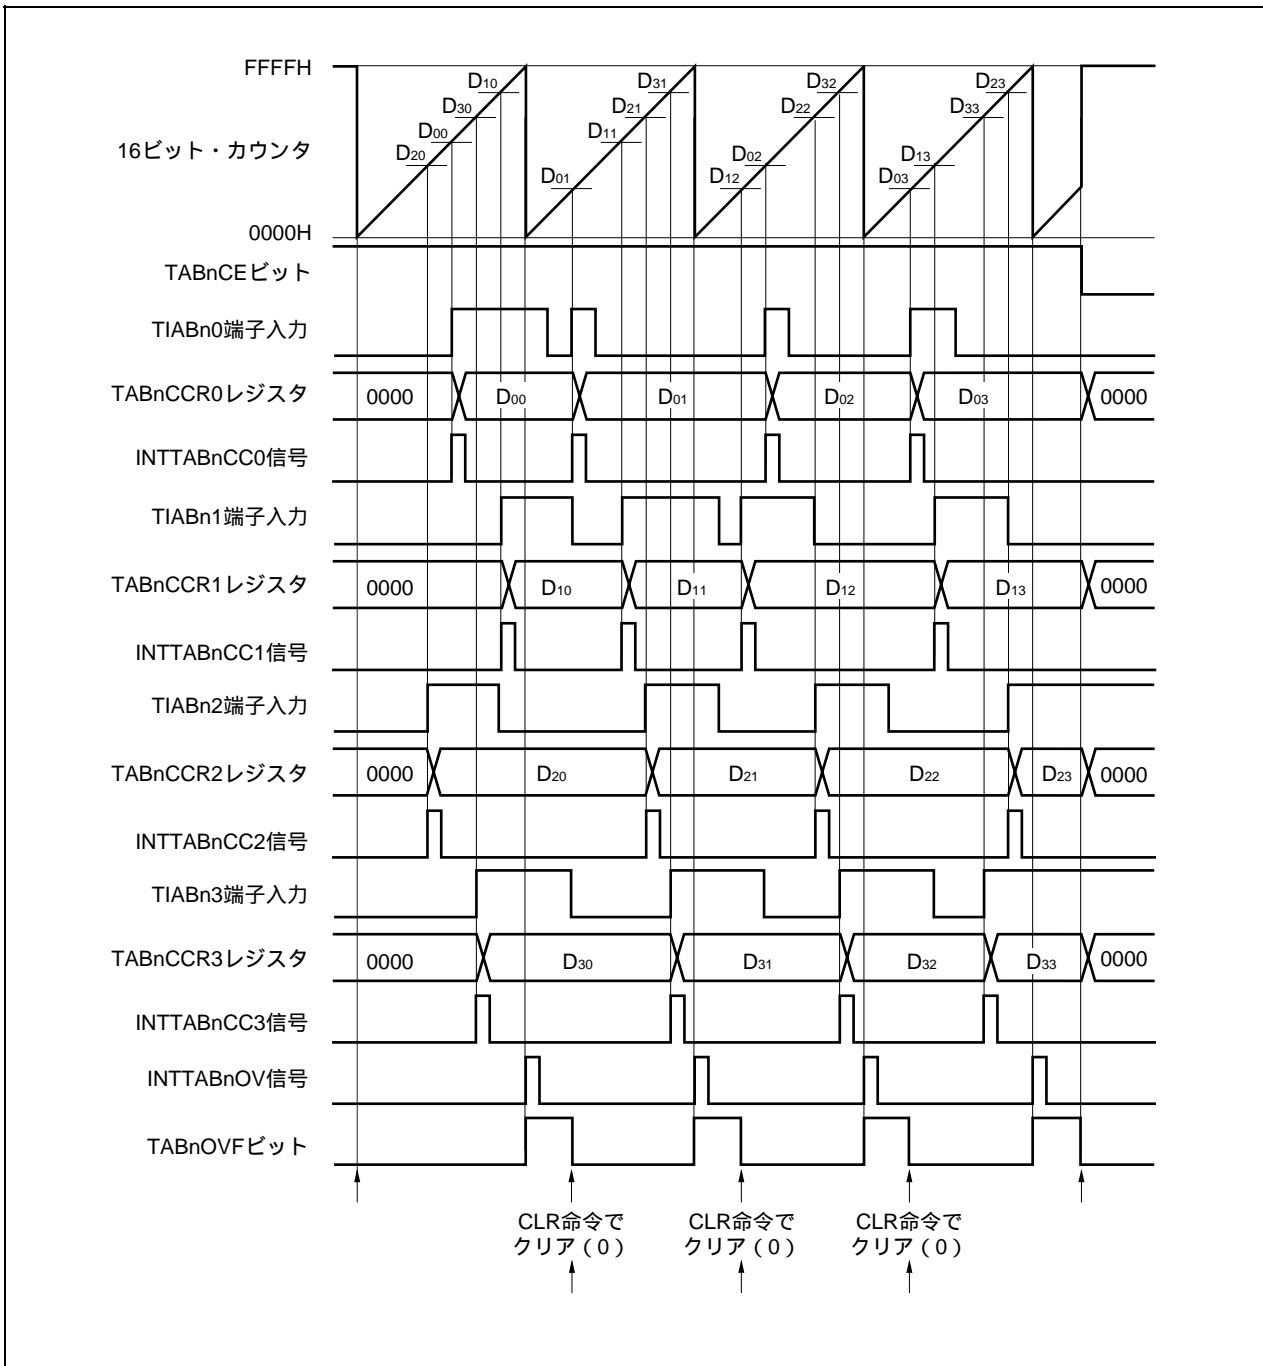 FFFFH
D10
D31
D32
D23
D30
D21
D22
D33
16ビット・カウンタ
D00
D11
D20
D02
D13
D01
D12
D03
0000H
TABnCEビット
TIABn0端子入力
TABnCCR0レジスタ
0000
D00
D01
D02
D03
0000
INTTABnCC0信号
TIABn1端子入力
TABnCCR1レジスタ
0000
D10
D11
D12
D13
0000
INTTABnCC1信号
TIABn2端子入力
TABnCCR2レジスタ
0000
D20
D21
D22
D23
0000
INTTABnCC2信号
TIABn3端子入力
TABnCCR3レジスタ
0000
D30
D31
D32
D33
0000
INTTABnCC3信号
INTTABnOV信号
TABnOVFビット
CLR命令で
クリア（0）
CLR命令で
クリア（0）
CLR命令で
クリア（0）